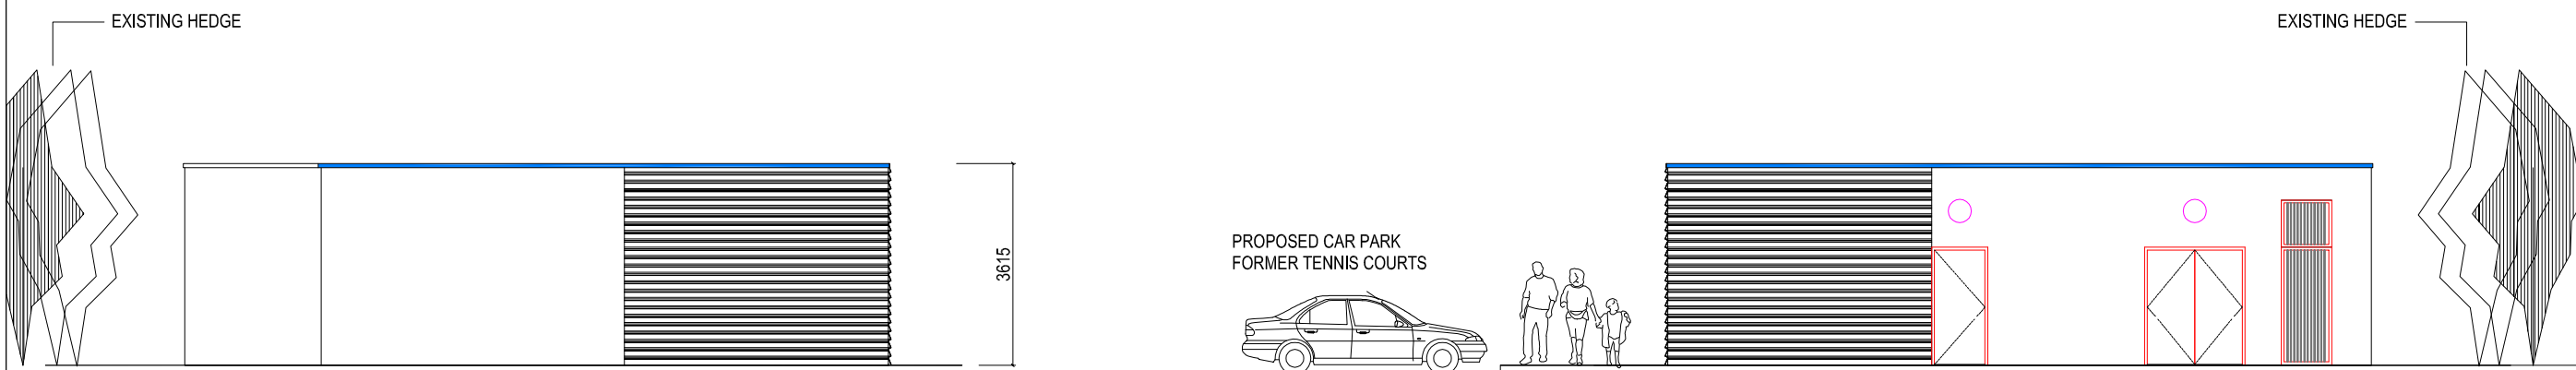 EXISTING HEDGE
EXISTING HEDGE
3615
PROPOSED CAR PARK
FORMER TENNIS COURTS